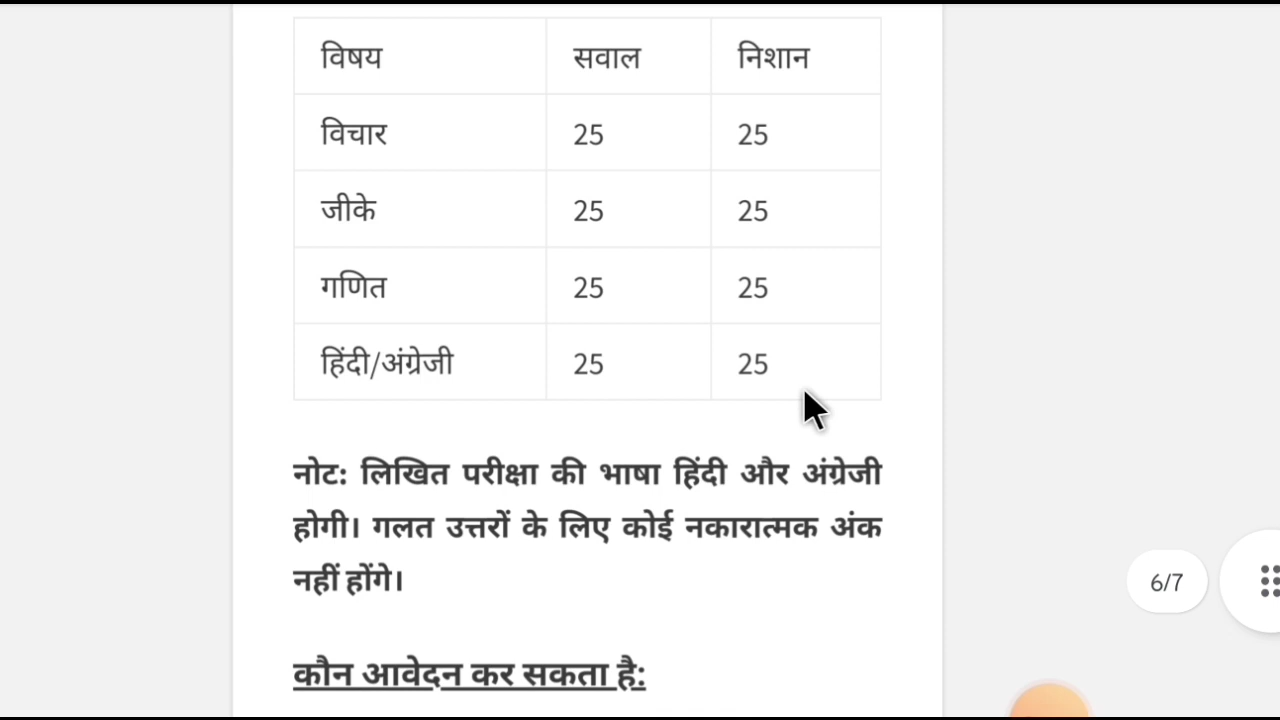 विषय सवाल निशान
विचार 25 25
जीके 25 25
गणित 25 25
हिंदी/अंग्रेजी 25 25
नोट: लिखित परीक्षा की भाषा हिंदी और अंग्रेजी
होगी। गलत उत्तरों के लिए कोई नकारात्मक अंक
नहीं होंगे।
6/7
कौन आवेदन कर सकता है: